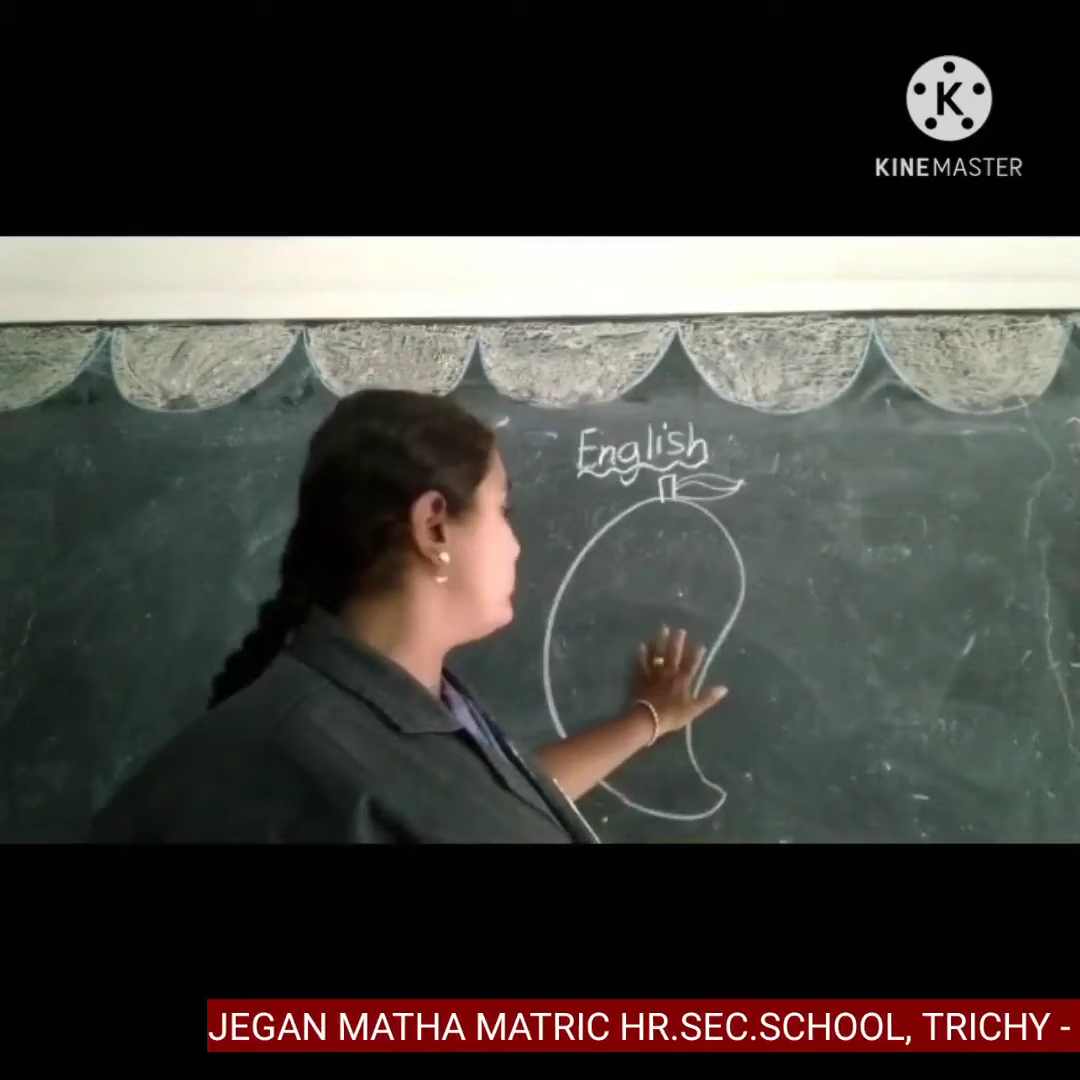 K
KINEMASTER
English
JEGAN MATHA MATRIC HR.SEC.SCHOOL, TRICHY -